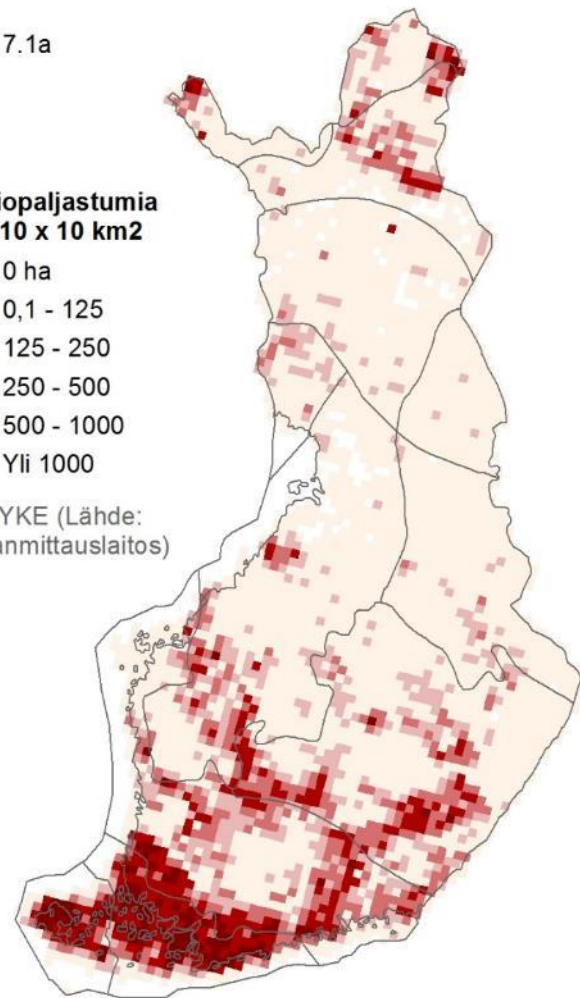 7.1a
iopaljastumia
10 x 10 km2
0 ha
0,1 - 125
125 - 250
250 - 500
500 - 1000
Yli 1000
YKE (Lähde:
anmittauslaitos)